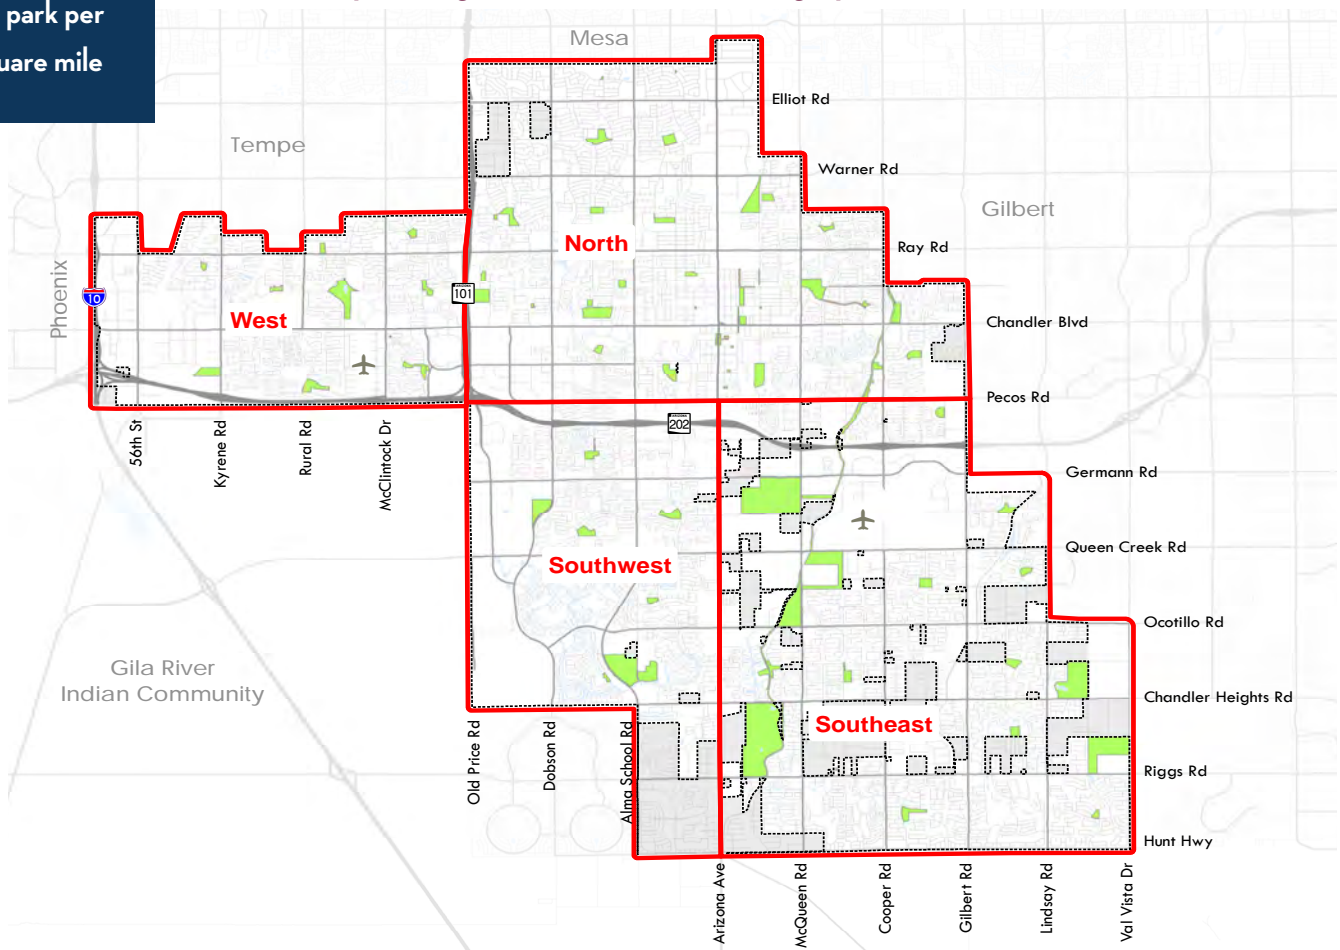 park per
uare mile
Mesa
Elliot Rd
Tempe
Warner Rd
Gilbert
North
Ray Rd
Phoenix
10
101
West
Chandler Blvd
Pecos Rd
202
56th St
Kyrene Rd
Rural Rd
McClintock Dr
Germann Rd
Queen Creek Rd
Southwest
Ocotillo Rd
Gila River
Indian Community
Chandler Heights Rd
Southeast
Old Price Rd
Dobson Rd
Alma School Rd
Riggs Rd
Hunt Hwy
Arizona Ave
McQueen Rd
Cooper Rd
Gilbert Rd
Lindsay Rd
Val Vista Dr